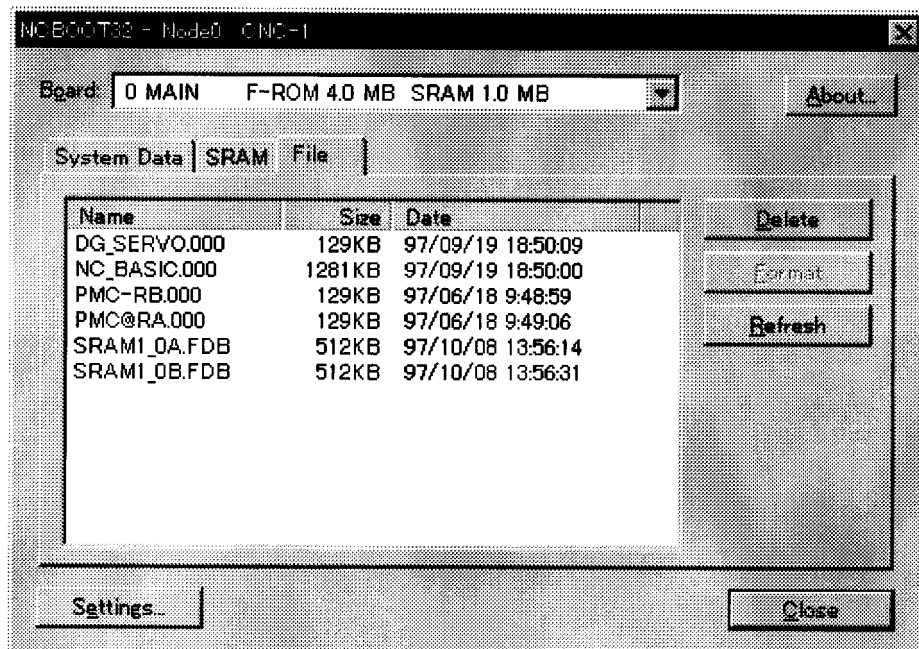 NCBOOT32 - Node0 CNC-1
Board: 0 MAIN F-ROM 4.0 MB SRAM 1.0 MB About...
System Data SRAM File
Name Size Date Delete
DG_SERVO.000 129KB 97/09/19 18:50:09
NC_BASIC.000 1281KB 97/09/19 18:50:00 Format
PMC-RB.000 129KB 97/06/18 9:48:59
PMC@RA.000 129KB 97/06/18 9:49:06 Refresh
SRAM1_0A.FDB 512KB 97/10/08 13:56:14
SRAM1_0B.FDB 512KB 97/10/08 13:56:31
Settings... Close